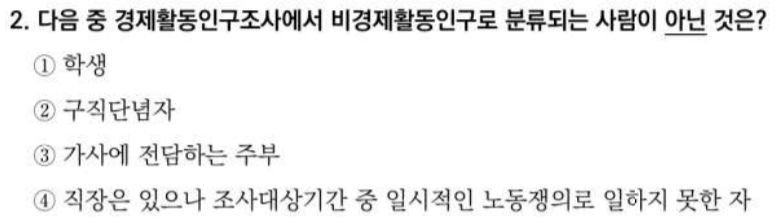 2. 다음 중 경제활동인구조사에서 비경제활동인구로 분류되는 사람이 아닌 것은?
① 학생
② 구직단념자
③ 가사에 전담하는 주부
④ 직장은 있으나 조사대상기간 중 일시적인 노동쟁의로 일하지 못한 자